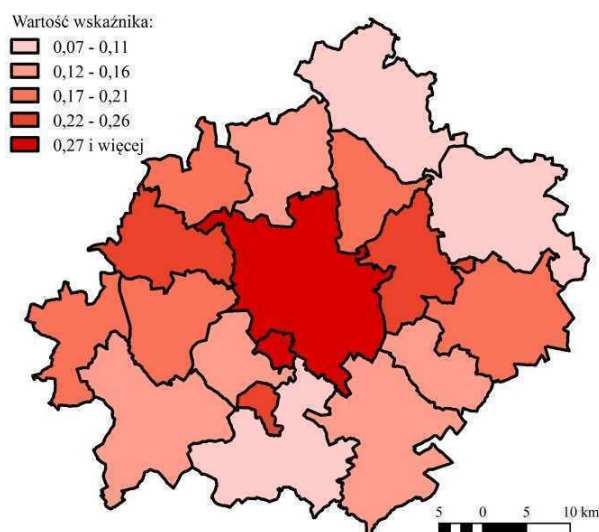 Wartość wskaźnika:
0,07 - 0,11
0,12 - 0,16
0,17 - 0,21
0,22 - 0,26
0,27 i więcej
5 0 5 10 km